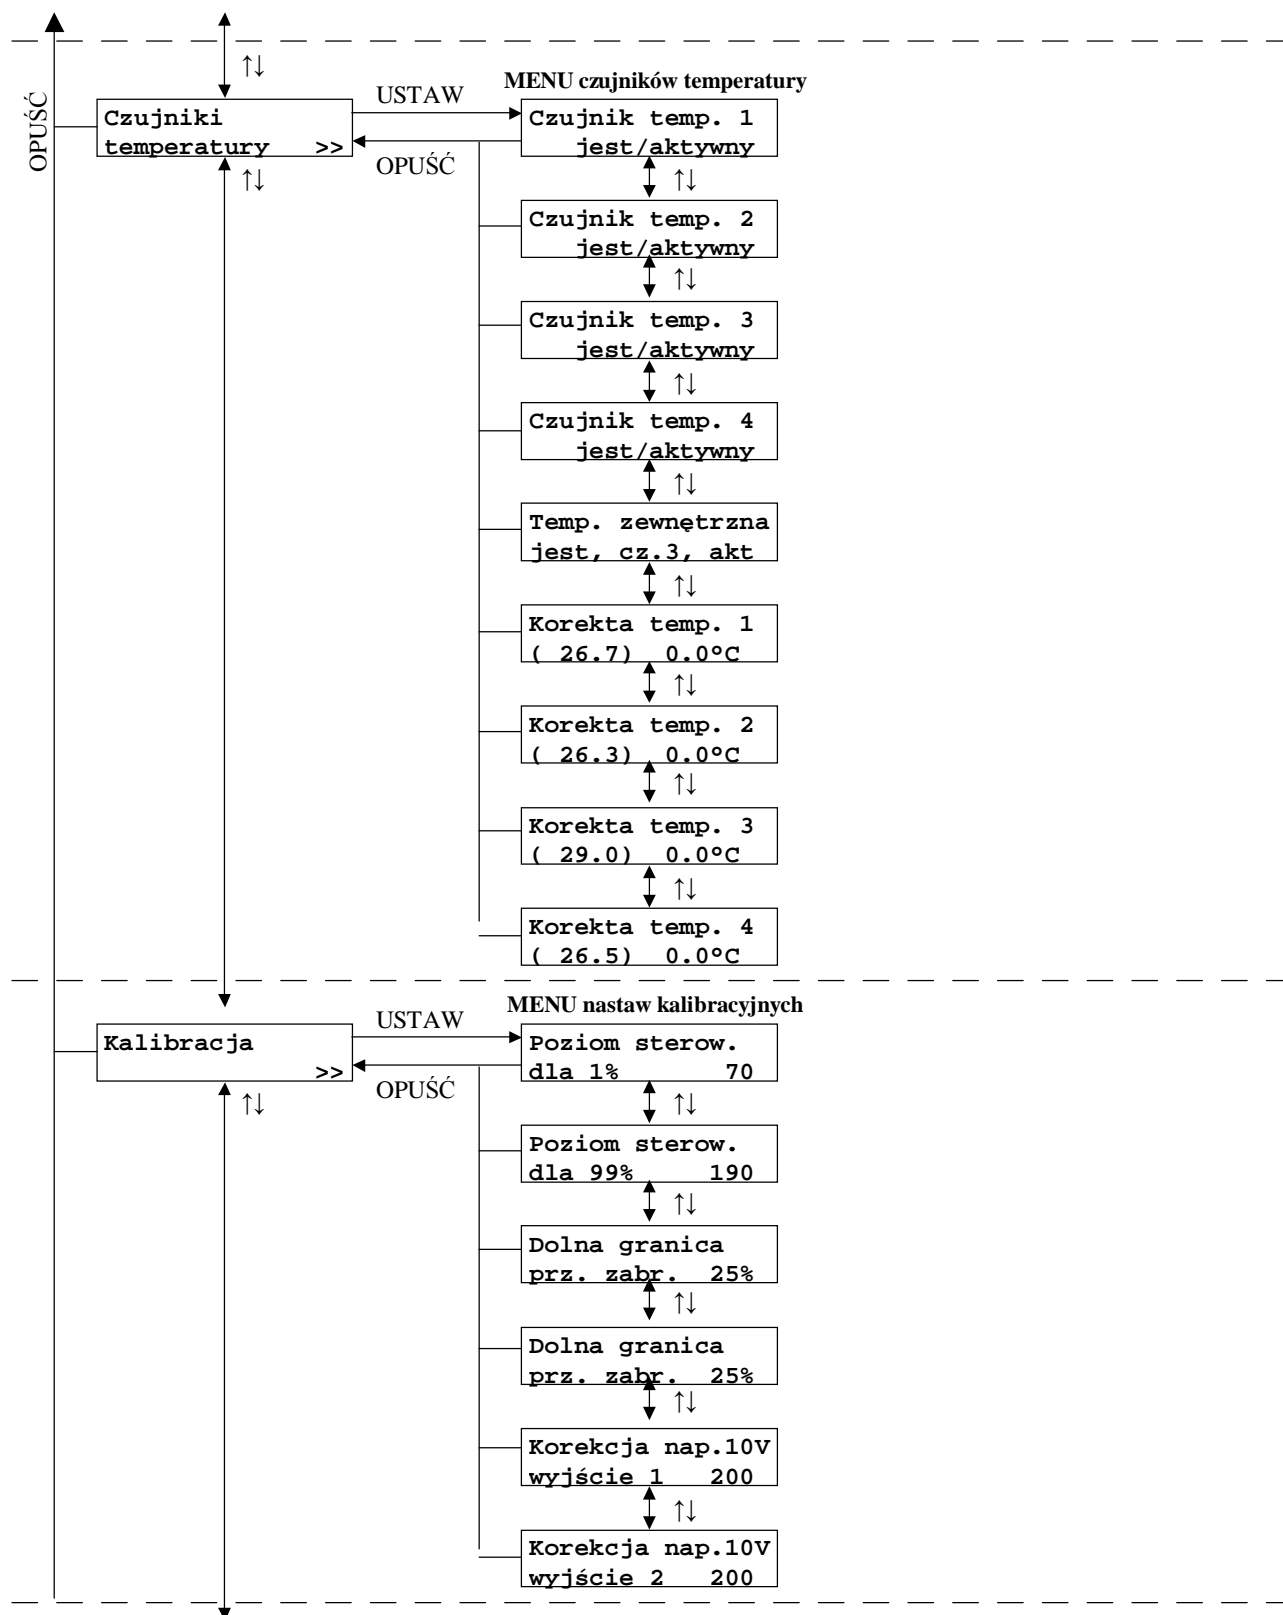 ↑↓
OPUŚĆ
MENU czujników temperatury
USTAW
Czujniki
temperatury >>
OPUŚĆ
↑↓
Czujnik temp. 1
jest/aktywny
↑↓
Czujnik temp. 2
jest/aktywny
↑↓
Czujnik temp. 3
jest/aktywny
↑↓
Czujnik temp. 4
jest/aktywny
↑↓
Temp. zewnętrzna
jest, cz.3, akt
↑↓
Korekta temp. 1
( 26.7) 0.0°C
↑↓
Korekta temp. 2
( 26.3) 0.0°C
↑↓
Korekta temp. 3
( 29.0) 0.0°C
↑↓
Korekta temp. 4
( 26.5) 0.0°C
MENU nastaw kalibracyjnych
USTAW
Kalibracja
>>
OPUŚĆ
↑↓
Poziom sterow.
dla 1% 70
↑↓
Poziom sterow.
dla 99% 190
↑↓
Dolna granica
prz. zabr. 25%
↑↓
Dolna granica
prz. zabr. 25%
↑↓
Korekcja nap.10V
wyjście 1 200
↑↓
Korekcja nap.10V
wyjście 2 200